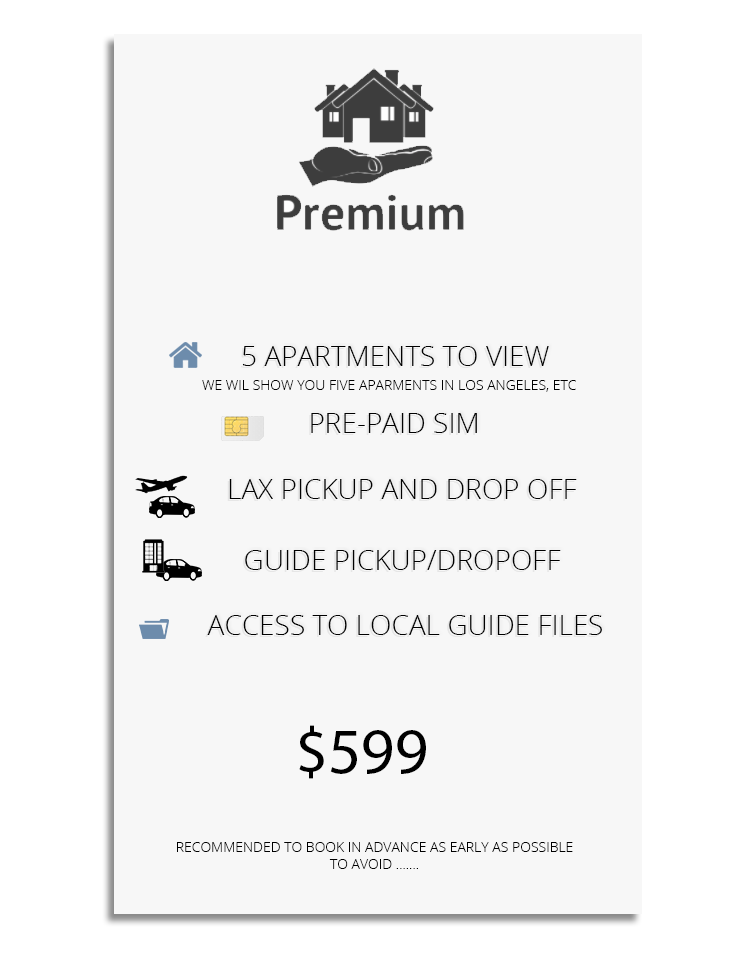 Premium
5 APARTMENTS TO VIEW
WE WIL SHOW YOU FIVE APARMENTS IN LOS ANGELES, ETC
PRE-PAID SIM
LAX PICKUP AND DROP OFF
GUIDE PICKUP/DROPOFF
ACCESS TO LOCAL GUIDE FILES
$599
RECOMMENDED TO BOOK IN ADVANCE AS EARLY AS POSSIBLE
TO AVOID .......